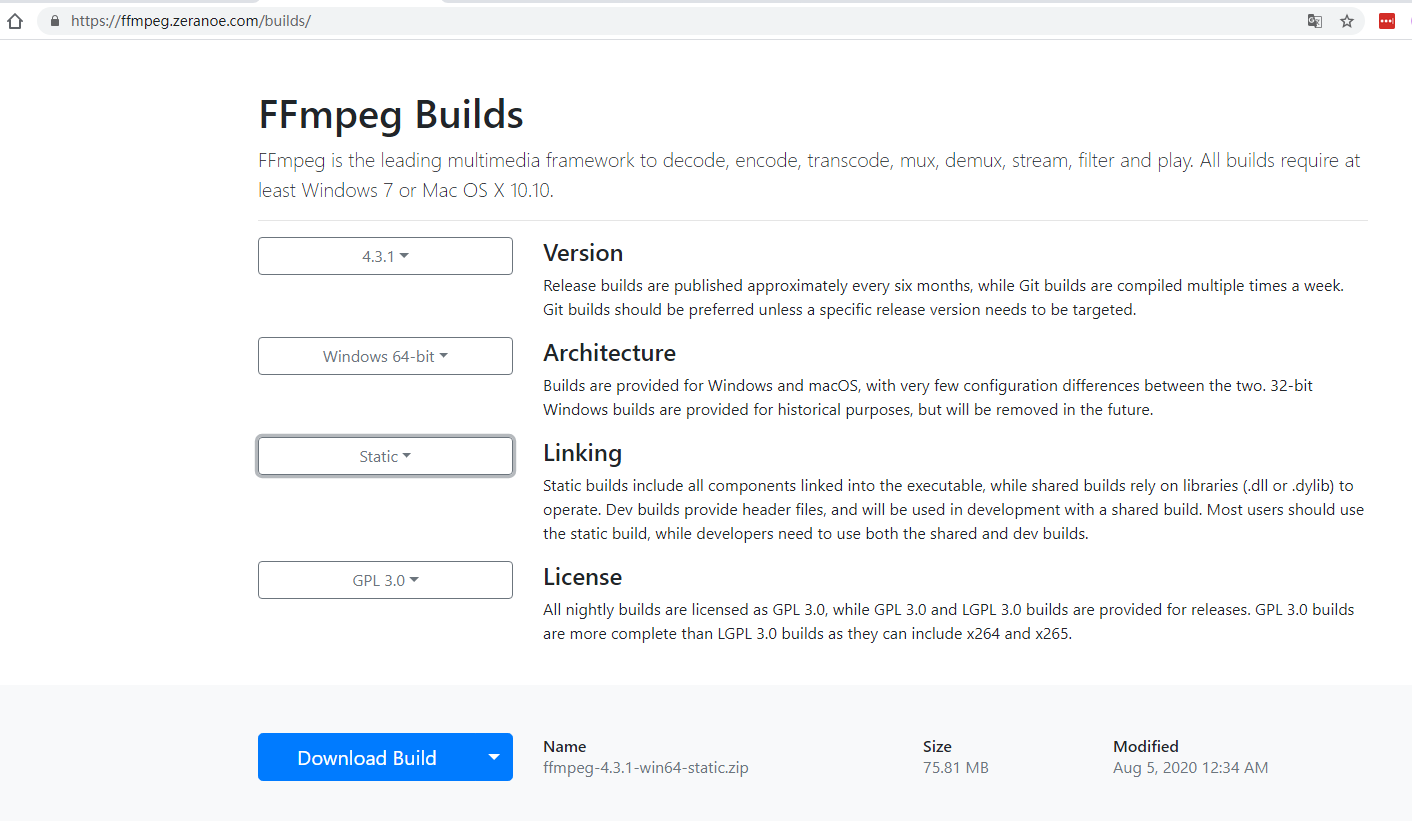 https://ffmpeg.zeranoe.com/builds/
FFmpeg Builds
FFmpeg is the leading multimedia framework to decode, encode, transcode, mux, demux, stream, filter and play. All builds require at
least Windows 7 or Mac OS X 10.10.
4.3.1
Version
Release builds are published approximately every six months, while Git builds are compiled multiple times a week.
Git builds should be preferred unless a specific release version needs to be targeted.
Windows 64-bit
Architecture
Builds are provided for Windows and macOS, with very few configuration differences between the two. 32-bit
Windows builds are provided for historical purposes, but will be removed in the future.
Static
Linking
Static builds include all components linked into the executable, while shared builds rely on libraries (.dll or .dylib) to
operate. Dev builds provide header files, and will be used in development with a shared build. Most users should use
the static build, while developers need to use both the shared and dev builds.
GPL 3.0
License
All nightly builds are licensed as GPL 3.0, while GPL 3.0 and LGPL 3.0 builds are provided for releases. GPL 3.0 builds
are more complete than LGPL 3.0 builds as they can include x264 and x265.
Download Build
Name Size Modified
ffmpeg-4.3.1-win64-static.zip 75.81 MB Aug 5, 2020 12:34 AM